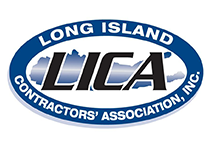 LONG ISLAND
LICA
CONTRACTORS' ASSOCIATION, INC.